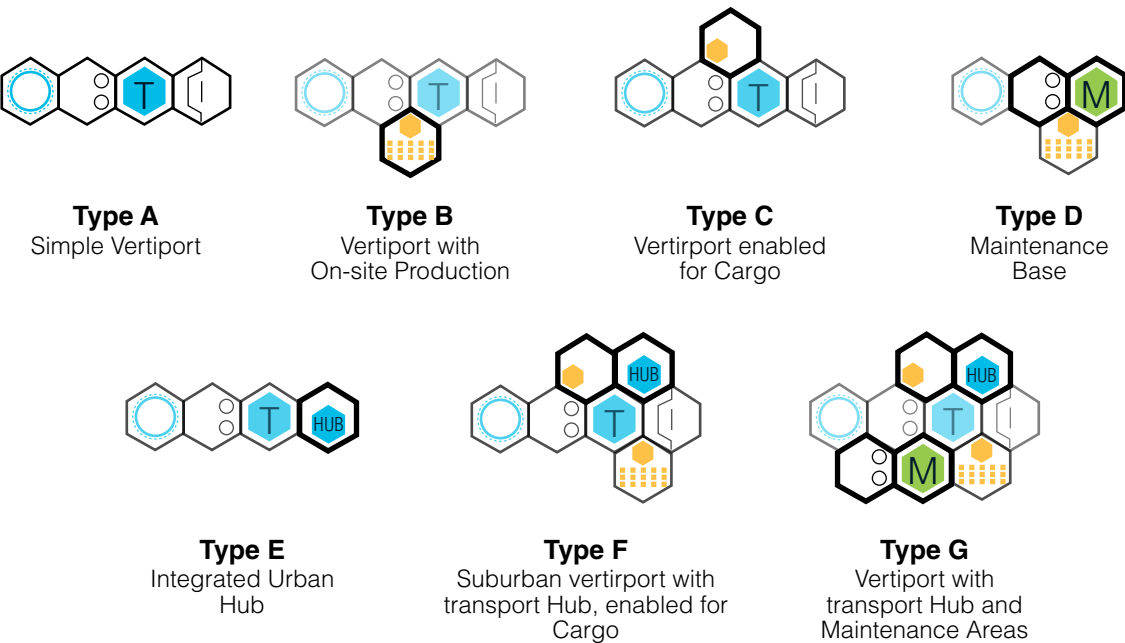 T
T
T
M
Type A
Simple Vertiport
Type B
Vertiport with
On-site Production
Type C
Vertirport enabled
for Cargo
Type D
Maintenance
Base
T
HUB
HUB
T
HUB
T
M
Type E
Integrated Urban
Hub
Type F
Suburban vertirport with
transport Hub, enabled for
Cargo
Type G
Vertiport with
transport Hub and
Maintenance Areas